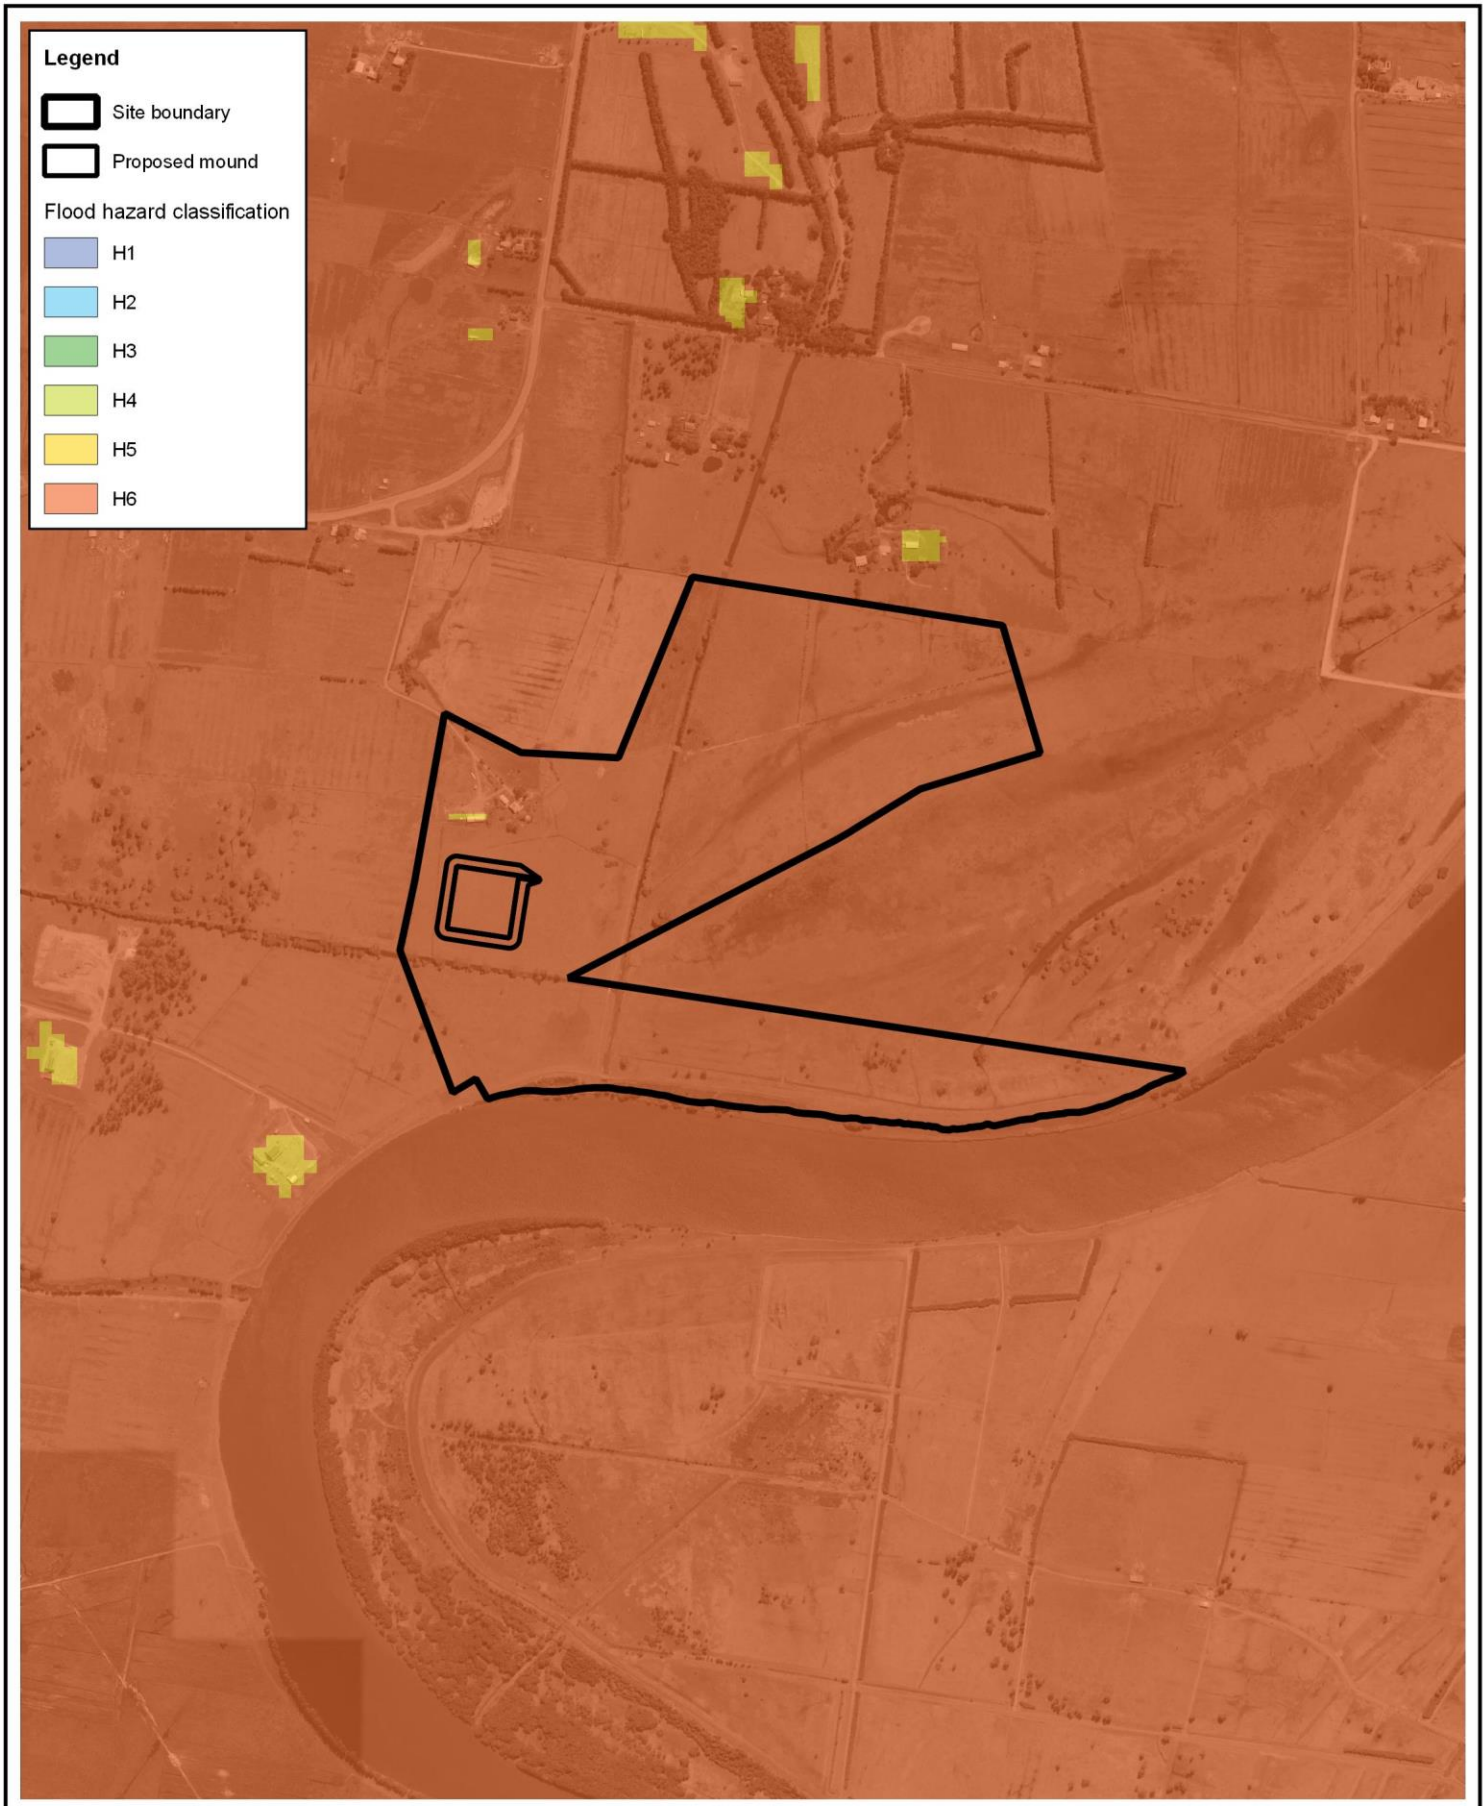 Legend
Site boundary
Proposed mound
Flood hazard classification
H1
H2
H3
H4
H5
H6